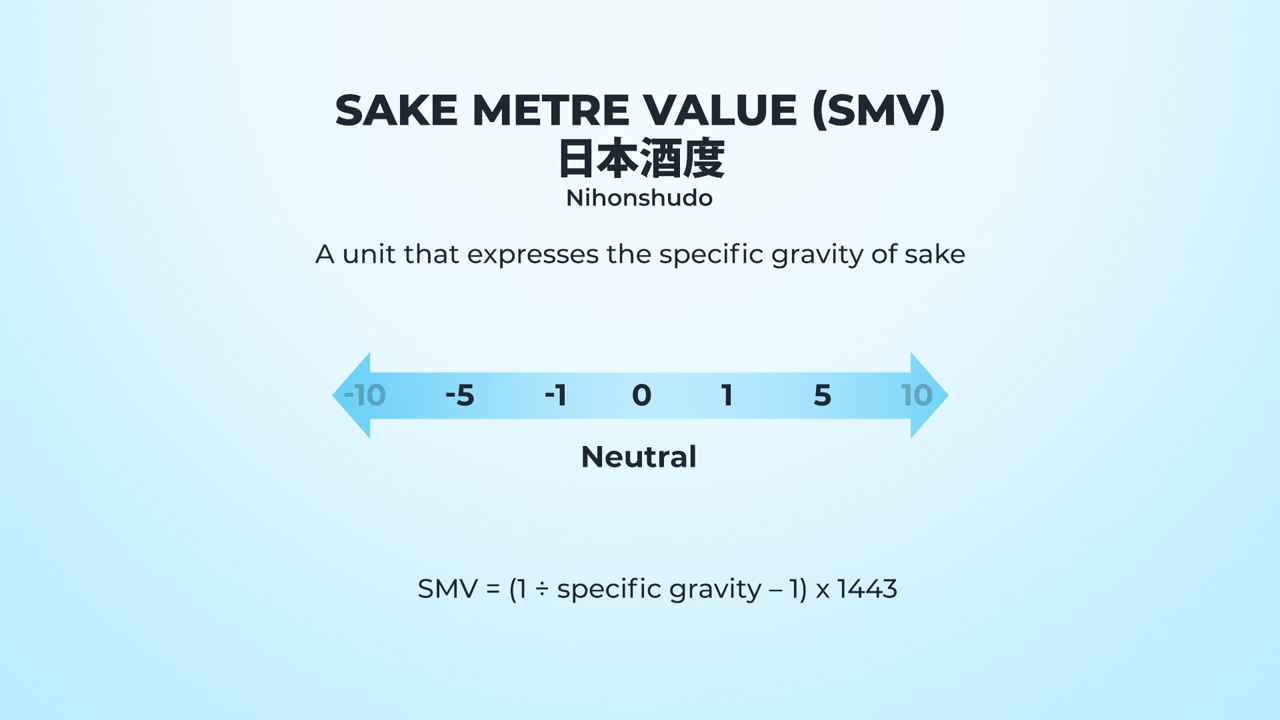 SAKE METRE VALUE (SMV)
日本酒度
Nihonshudo
A unit that expresses the specific gravity of sake
-10 -5 -1 0 1 5 10
Neutral
SMV = (1 ÷ specific gravity – 1) x 1443